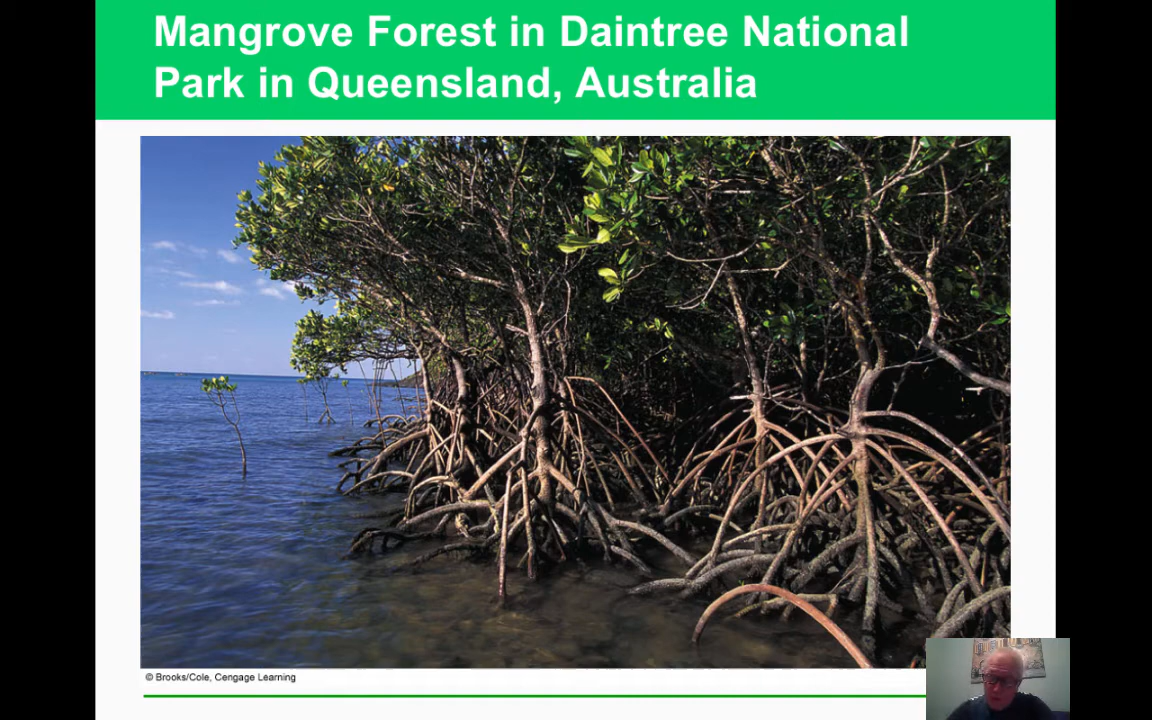 Mangrove Forest in Daintree National
Park in Queensland, Australia
© Brooks/Cole, Cengage Learning